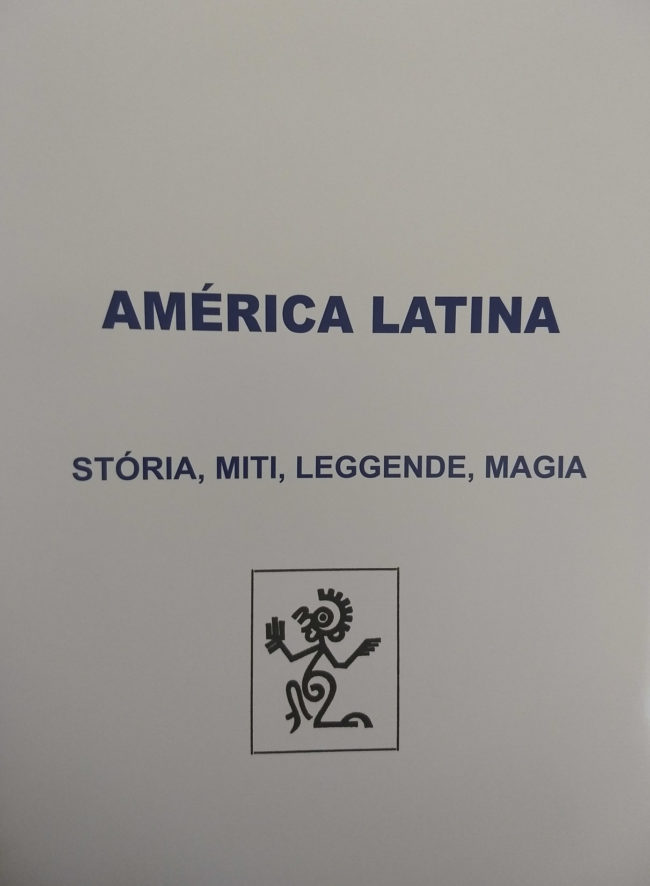 AMÉRICA LATINA
STÓRIA, MITI, LEGGENDE, MAGIA